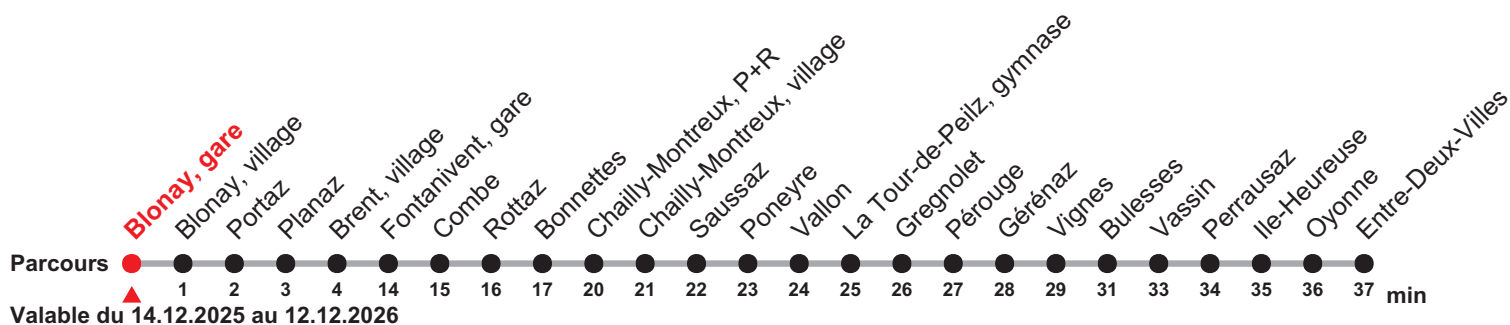 Blonay, gare
Blonay, village
Portaz
Planaz
Brent, village
Fontanivent, gare
Combe
Rottaz
Bonnettes
Chailly-Montreux, P+R
Chailly-Montreux, village
Saussaz
Poneyre
Vallon
La Tour-de-Peilz, gymnase
Gregnolet
Pérouge
Gérénaz
Vignes
Bulesses
Vassin
Perrausaz
Ile-Heureuse
Oyonne
Entre-Deux-Villes
Parcours
1 2 3 4 14 15 16 17 20 21 22 23 24 25 26 27 28 29 31 33 34 35 36 37 min
Valable du 14.12.2025 au 12.12.2026